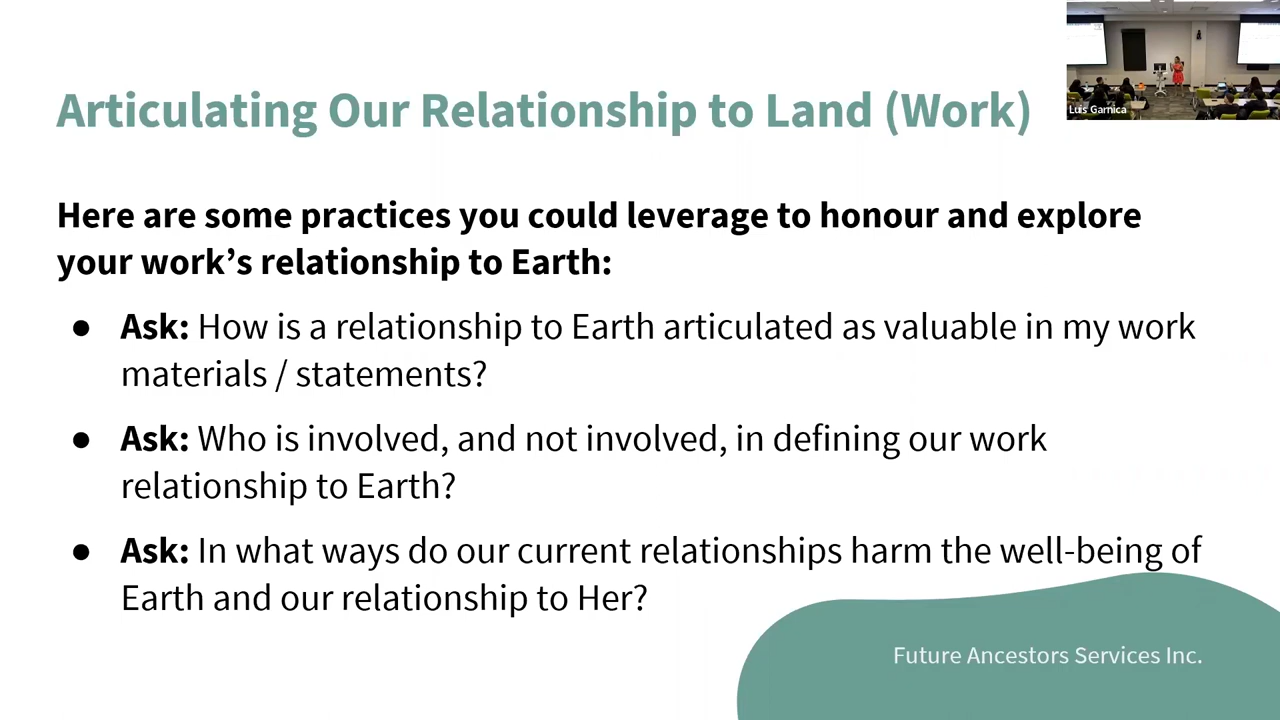 Articulating Our Relationship to Land (Work)
Luis Garnica
Here are some practices you could leverage to honour and explore
your work’s relationship to Earth:
● Ask: How is a relationship to Earth articulated as valuable in my work
materials / statements?
● Ask: Who is involved, and not involved, in defining our work
relationship to Earth?
● Ask: In what ways do our current relationships harm the well-being of
Earth and our relationship to Her?
Future Ancestors Services Inc.